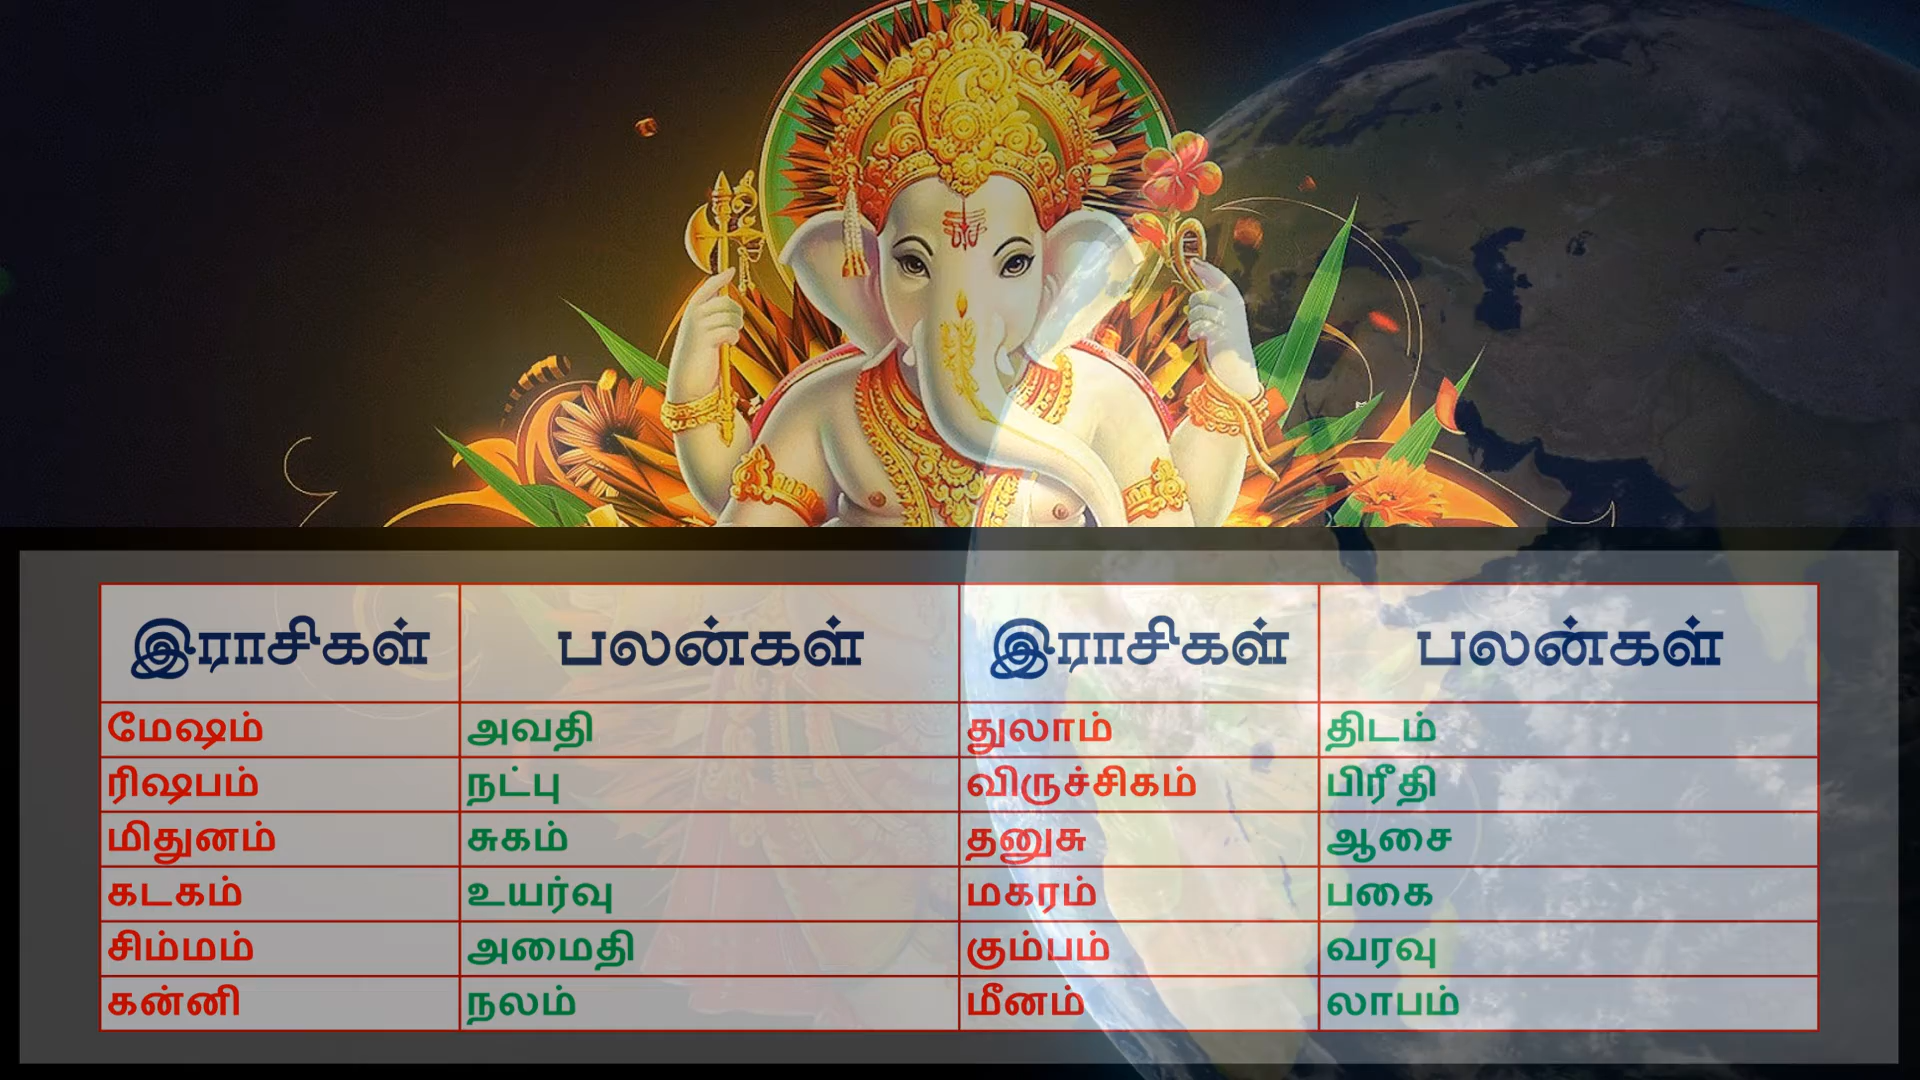 இராசிகள் பலன்கள் இராசிகள் பலன்கள்
மேஷம் அவதி துலாம் திடம்
ரிஷபம் நட்பு விருச்சிகம் பிரீதி
மிதுனம் சுகம் தனுசு ஆசை
கடகம் உயர்வு மகரம் பகை
சிம்மம் அமைதி கும்பம் வரவு
கன்னி நலம் மீனம் லாபம்